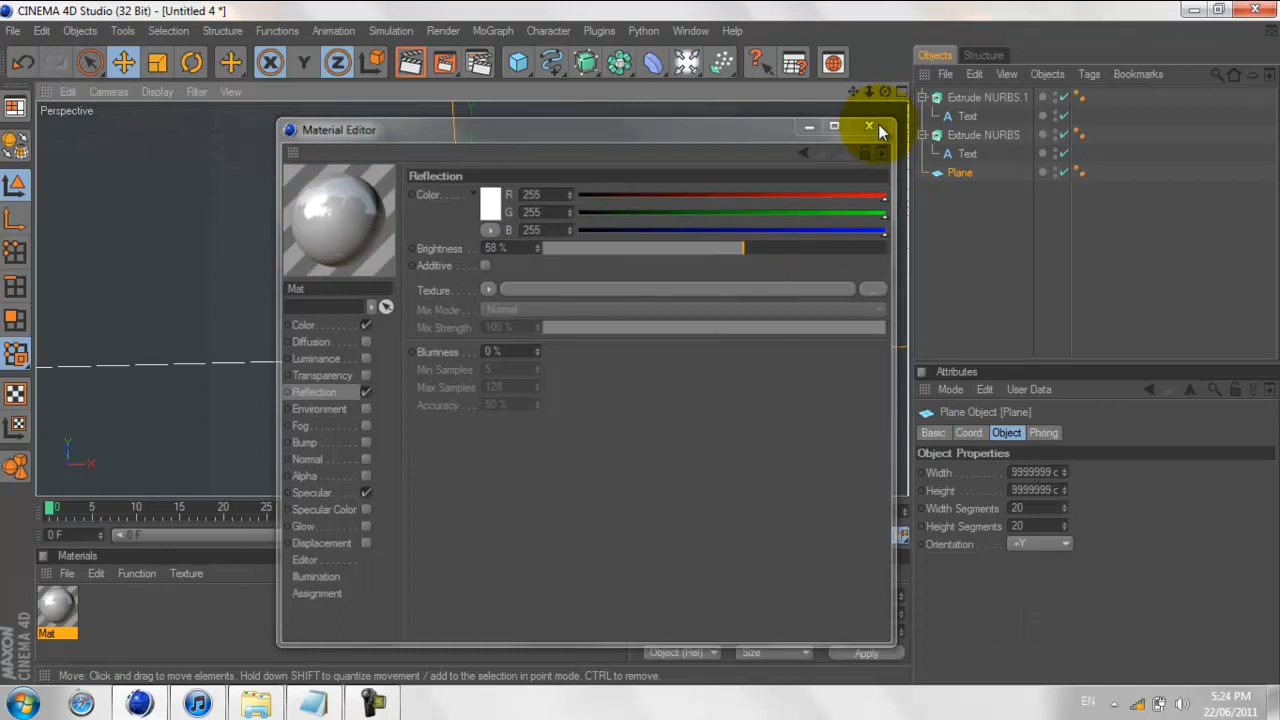 CINEMA 4D Studio (32 Bit) - [Untitled 4 *]
File Edit Objects Tools Selection Structure Functions Animation Simulation Render MoGraph Character Plugins Python Window Help
Objects Structure
File Edit View Objects Tags Bookmarks
Edit Cameras Display Filter View
Perspective
Extrude NURBS.1
Text
Extrude NURBS
Text
Plane
Material Editor
Reflection
Color R 255
G 255
B 255
Brightness 58 %
Additive
Texture
Mix Mode Normal
Mix Strength 100 %
Blurriness 0 %
Min Samples 5
Max Samples 128
Accuracy 50 %
Mat
Color
Diffusion
Luminance
Transparency
Reflection
Environment
Fog
Bump
Normal
Alpha
Specular
Specular Color
Glow
Displacement
Editor
Illumination
Assignment
Attributes
Mode Edit User Data
Plane Object [Plane]
Basic Coord. Object Phong
Object Properties
Width 9999999 c
Height 9999999 c
Width Segments 20
Height Segments 20
Orientation +Y
Y
X
0 5 10 15 20 25
0 F 0 F
Materials
File Edit Function Texture
Mat
MAXON
CINEMA 4D
Object (Rel) Size Apply
Move: Click and drag to move elements. Hold down SHIFT to quantize movement / add to the selection in point mode, CTRL to remove.
EN 5:24 PM
22/06/2011